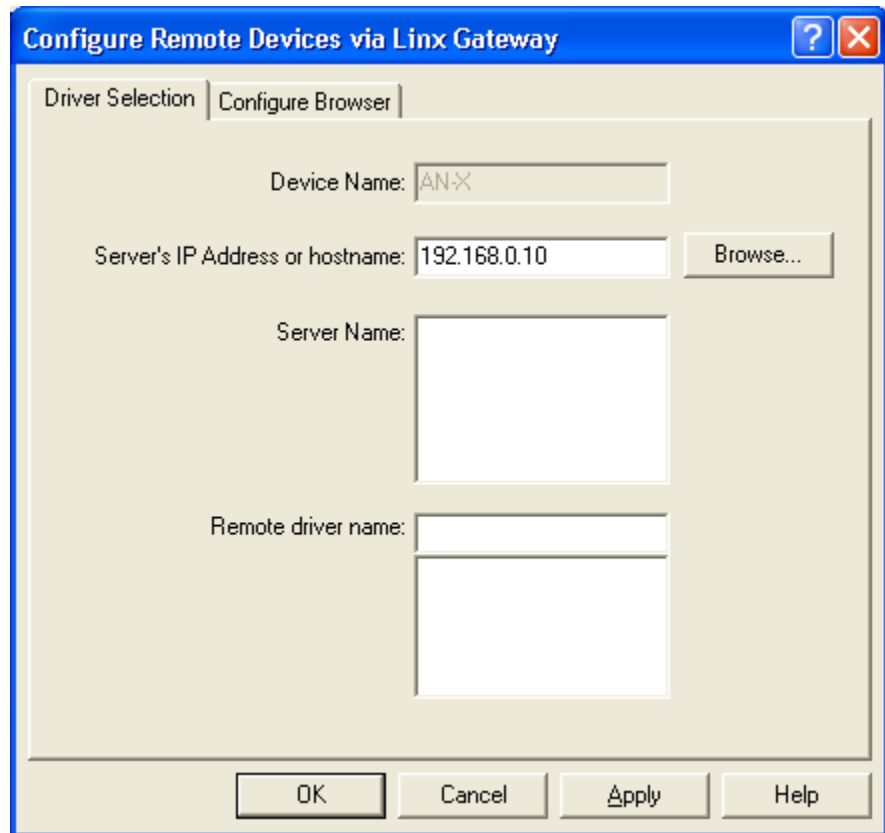 Configure Remote Devices via Linx Gateway
Driver Selection Configure Browser
Device Name: AN-X
Server's IP Address or hostname: 192.168.0.10 Browse...
Server Name:
Remote driver name:
OK Cancel Apply Help